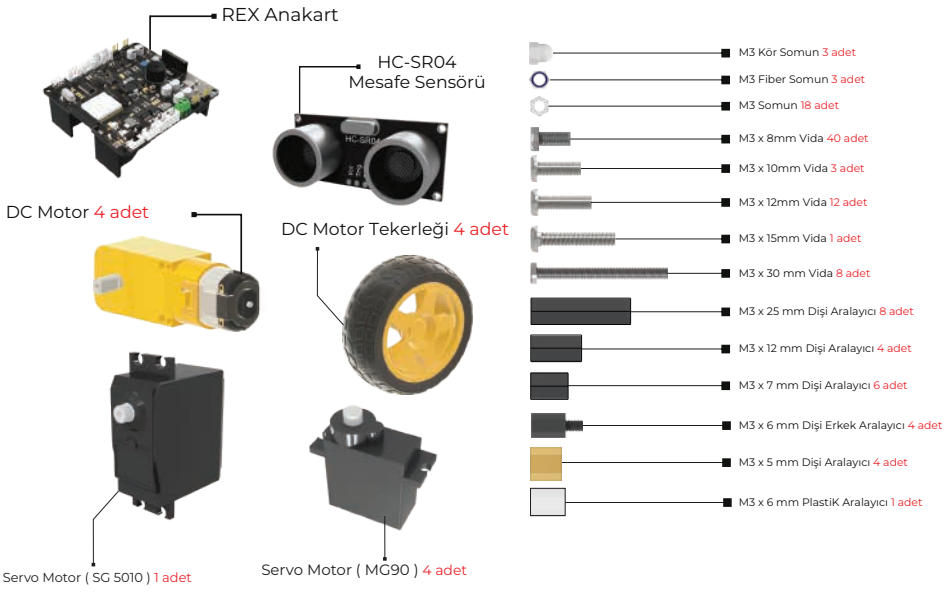 REX Anakart
HC-SR04
Mesafe Sensörü
HC-SR04
Trig
DC Motor 4 adet
DC Motor Tekerleği 4 adet
Servo Motor ( SG 5010 ) 1 adet
Servo Motor ( MG90 ) 4 adet
M3 Kör Somun 3 adet
M3 Fiber Somun 3 adet
M3 Somun 18 adet
M3 x 8mm Vida 40 adet
M3 x 10mm Vida 3 adet
M3 x 12mm Vida 12 adet
M3 x 15mm Vida 1 adet
M3 x 30 mm Vida 8 adet
M3 x 25 mm Dişi Aralayıcı 8 adet
M3 x 12 mm Dişi Aralayıcı 4 adet
M3 x 7 mm Dişi Aralayıcı 6 adet
M3 x 6 mm Dişi Erkek Aralayıcı 4 adet
M3 x 5 mm Dişi Aralayıcı 4 adet
M3 x 6 mm PlastiK Aralayıcı 1 adet